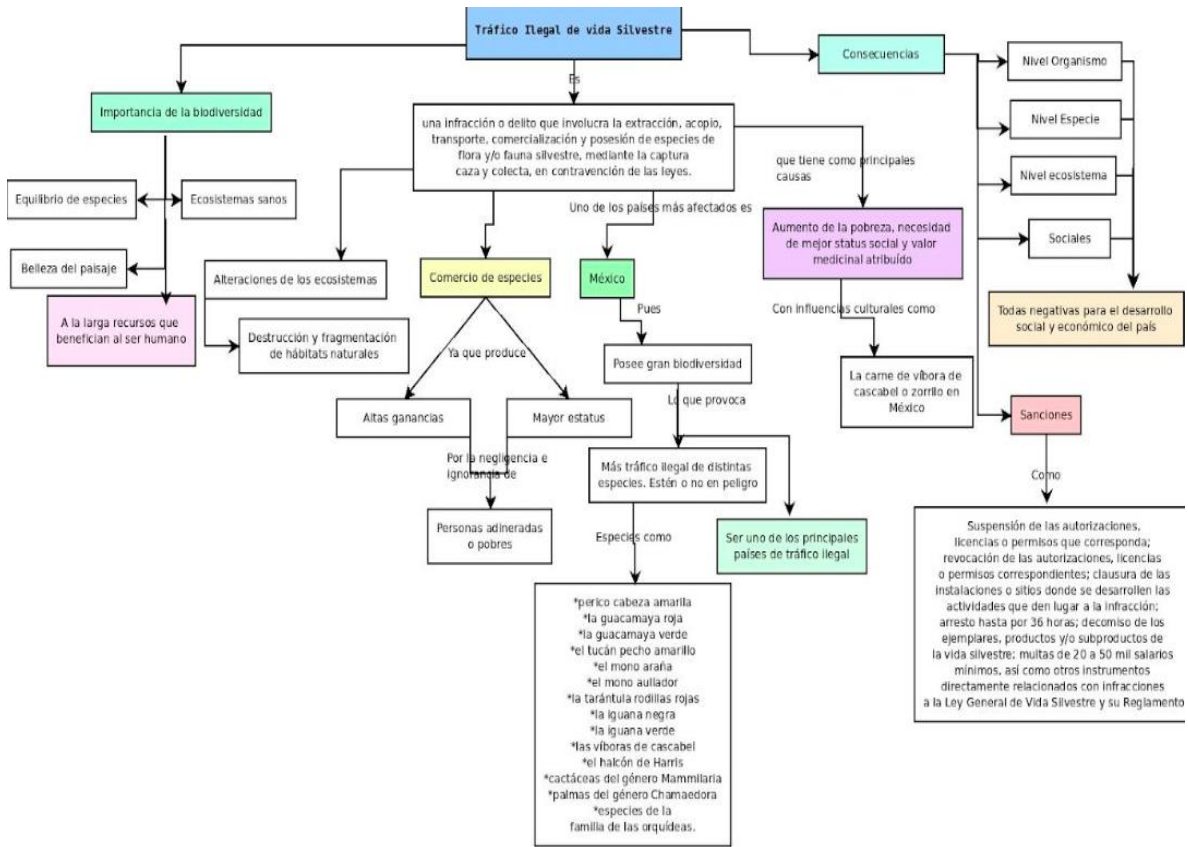 Tráfico Ilegal de vida Silvestre
Consecuencias
Nivel Organismo
Es
Importancia de la biodiversidad
una infracción o delito que involucra la extracción, acopio,
transporte, comercialización y posesión de especies de
flora y/o fauna silvestre, mediante la captura
caza y colecta, en contravención de las leyes.
Nivel Especie
que tiene como principales
causas
Nivel ecosistema
Equilibrio de especies
Ecosistemas sanos
Uno de los países más afectados es
Aumento de la pobreza, necesidad
de mejor status social y valor
medicinal atribuído
Sociales
Belleza del paisaje
Alteraciones de los ecosistemas
Comercio de especies
México
A la larga recursos que
benefician al ser humano
Pues
Con influencias culturales como
Todas negativas para el desarrollo
social y económico del país
Destrucción y fragmentación
de hábitats naturales
Ya que produce
Posee gran biodiversidad
La carne de víbora de
cascabel o zorrilo en
México
Lo que provoca
Altas ganancias
Mayor estatus
Sanciones
Por la negligencia e
ignorancia de
Más tráfico ilegal de distintas
especies. Estén o no en peligro
Como
Personas adineradas
o pobres
Especies como
Ser uno de los principales
países de tráfico ilegal
Suspensión de las autorizaciones,
licencias o permisos que corresponda;
revocación de las autorizaciones, licencias
o permisos correspondientes; clausura de las
instalaciones o sitios donde se desarrollen las
actividades que den lugar a la infracción;
arresto hasta por 36 horas; decomiso de los
ejemplares, productos y/o subproductos de
la vida silvestre; multas de 20 a 50 mil salarios
mínimos, así como otros instrumentos
directamente relacionados con infracciones
a la Ley General de Vida Silvestre y su Reglamento
*perico cabeza amarilla
*la guacamaya roja
*la guacamaya verde
*el tucán pecho amarillo
*el mono araña
*el mono aullador
*la tarántula rodillas rojas
*la iguana negra
*la iguana verde
*las víboras de cascabel
*el halcón de Harris
*cactáceas del género Mammilaria
*palmas del género Chamaedora
*especies de la
familia de las orquídeas.